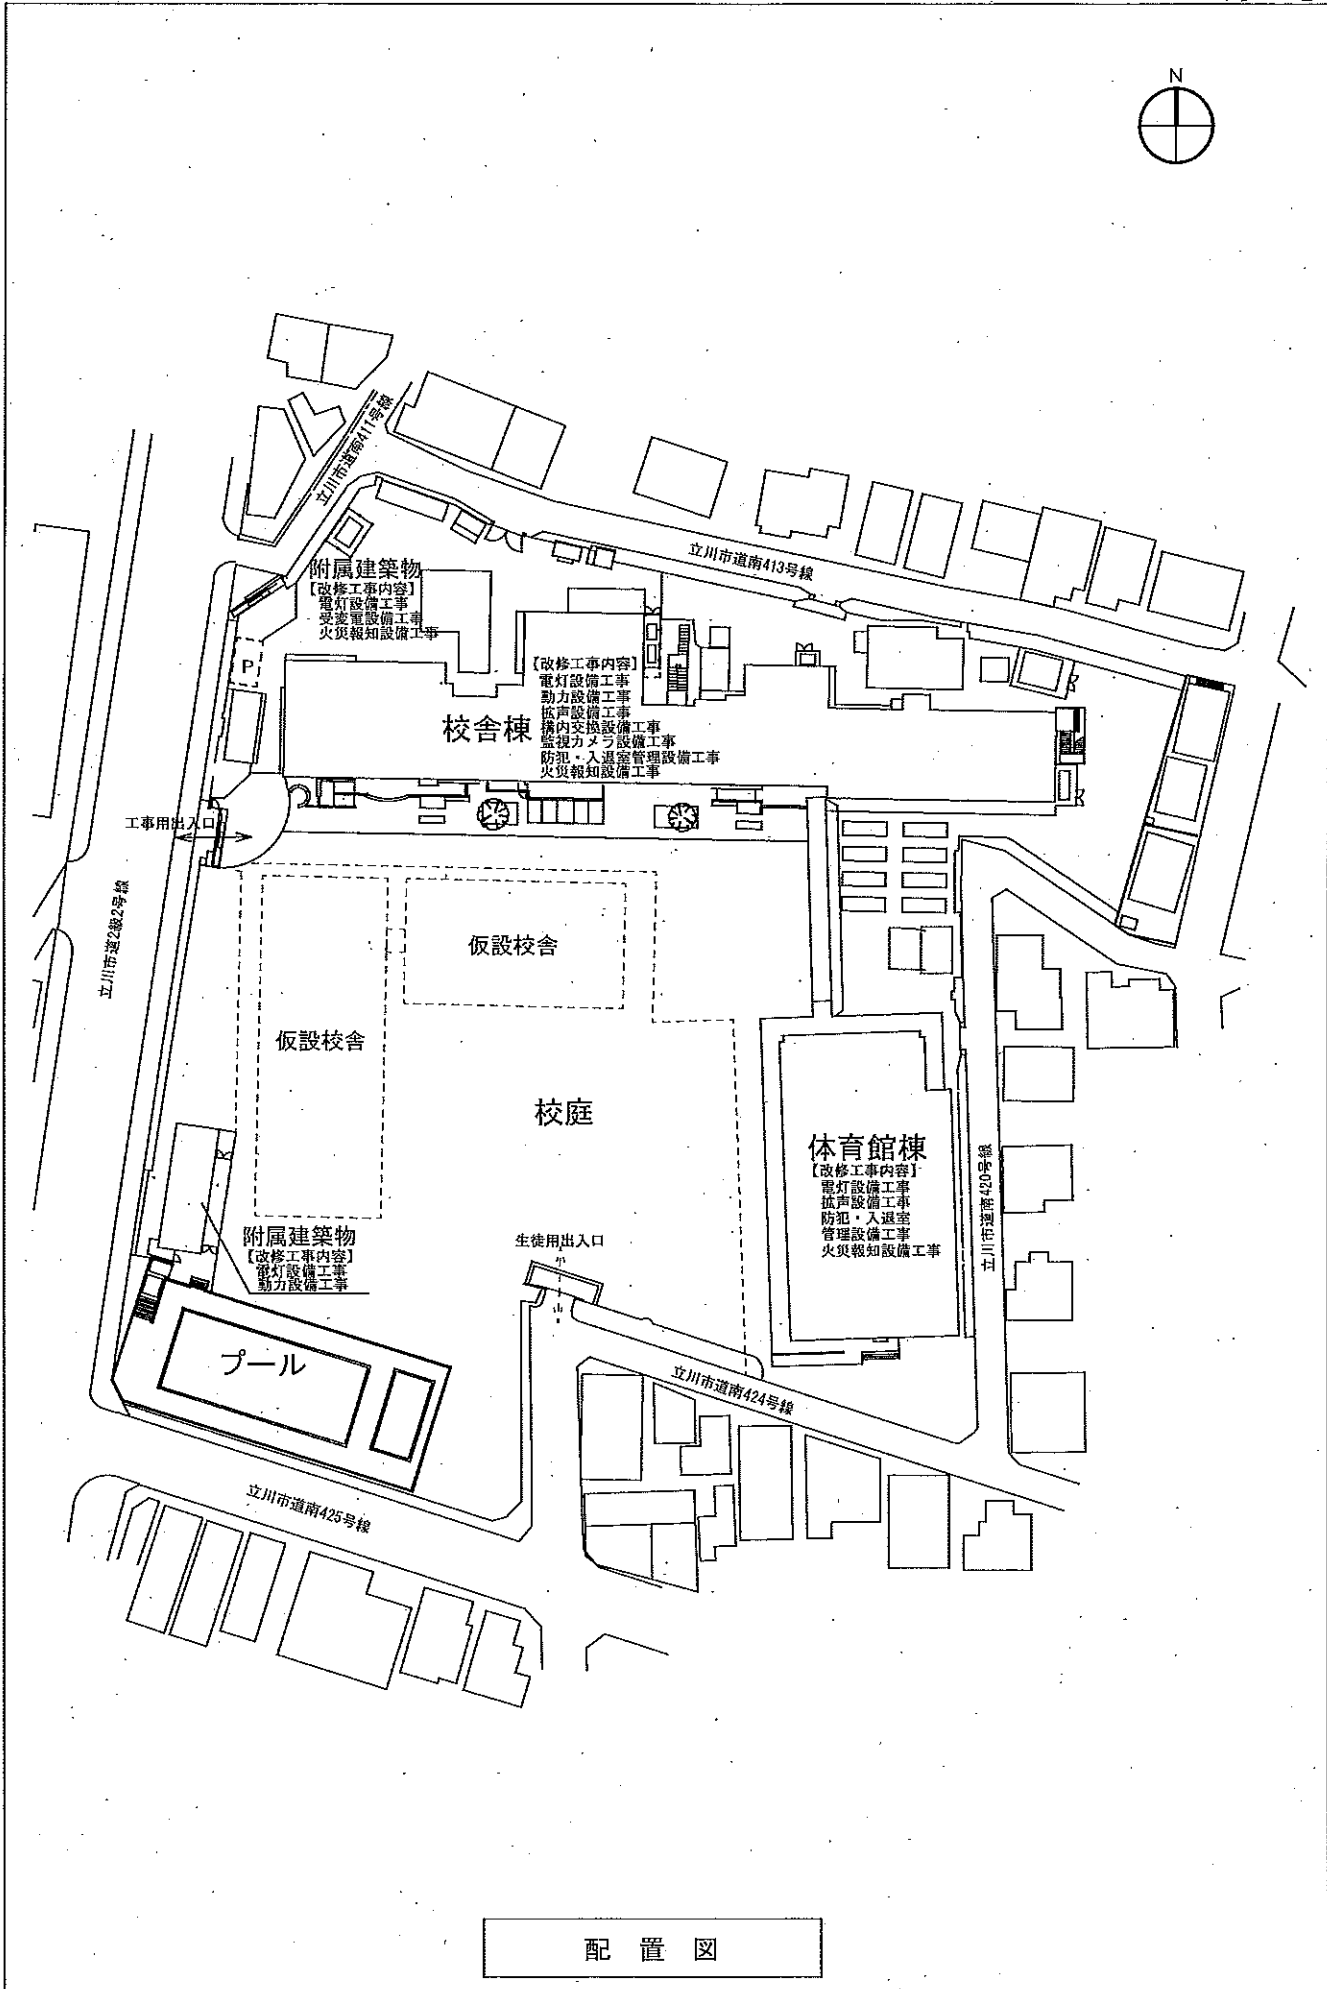 N
立川市道南411号線
立川市道南413号線
附属建築物
【改修工事内容】
電灯設備工事
受変電設備工事
火災報知設備工事
P
校舎棟
【改修工事内容】
電灯設備工事
動力設備工事
拡声設備工事
構内交換設備工事
監視カメラ設備工事
防犯・入退室管理設備工事
火災報知設備工事
工事用出入口
立川市道2級2号線
仮設校舎
仮設校舎
校庭
体育館棟
【改修工事内容】
電灯設備工事
拡声設備工事
防犯・入退室
管理設備工事
火災報知設備工事
立川市道南420号線
附属建築物
【改修工事内容】
電灯設備工事
動力設備工事
生徒用出入口
プール
立川市道南424号線
立川市道南425号線
配置図